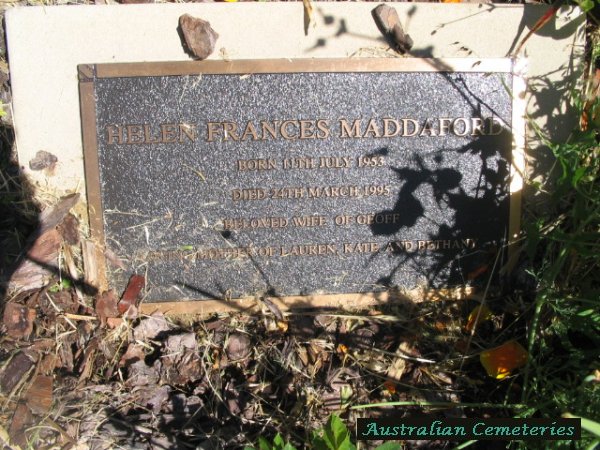 HELEN FRANCES MADDAFORD
BORN 11TH JULY 1953
DIED 24TH MARCH 1995
BELOVED WIFE OF GEOFF
MOTHER OF LAUREN, KATE AND BETHANY
Australian Cemeteries